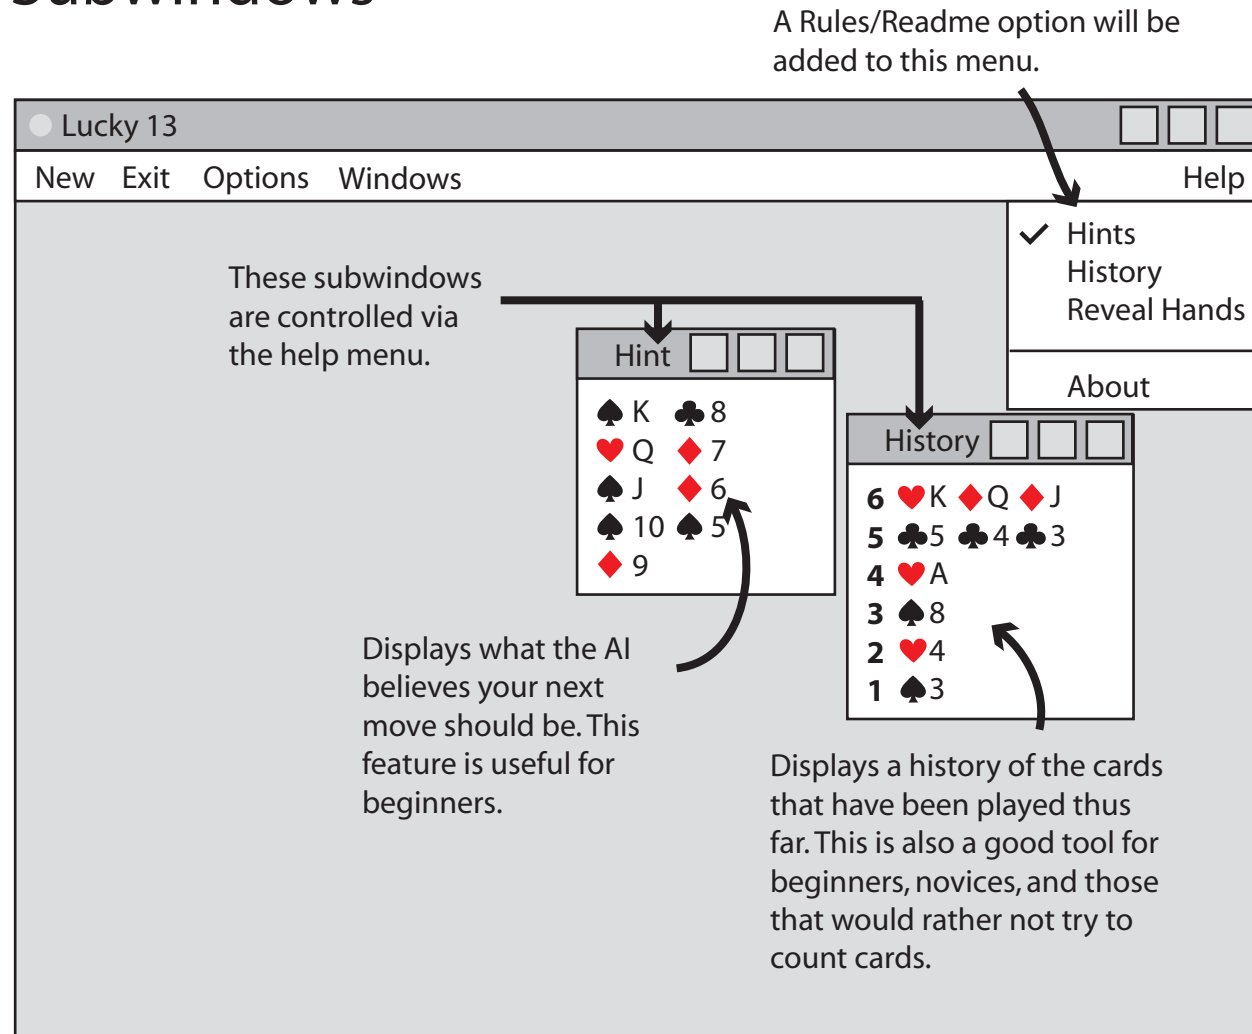 Subwindows
A Rules/Readme option will be
added to this menu.
Lucky 13
New Exit Options Windows Help
Hints
History
Reveal Hands
About
These subwindows
are controlled via
the help menu.
Hint
♠ K ♣ 8
♥ Q ♦ 7
♠ J ♦ 6
♠ 10 ♠ 5
♦ 9
History
6 ♥ K ♦ Q ♦ J
5 ♣ 5 ♣ 4 ♣ 3
4 ♥ A
3 ♠ 8
2 ♥ 4
1 ♠ 3
Displays what the AI
believes your next
move should be. This
feature is useful for
beginners.
Displays a history of the cards
that have been played thus
far. This is also a good tool for
beginners, novices, and those
that would rather not try to
count cards.